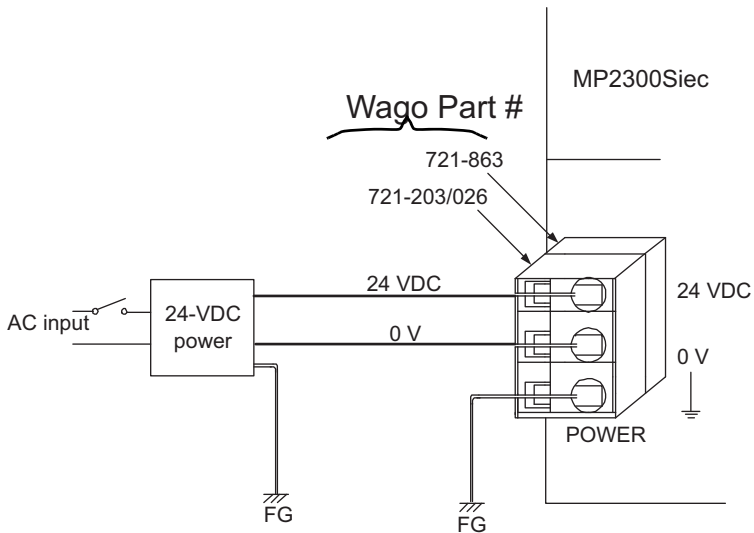 MP2300Siec
Wago Part #
721-863
721-203/026
24 VDC
24 VDC
AC input
24-VDC
power
0 V
0 V
POWER
FG
FG